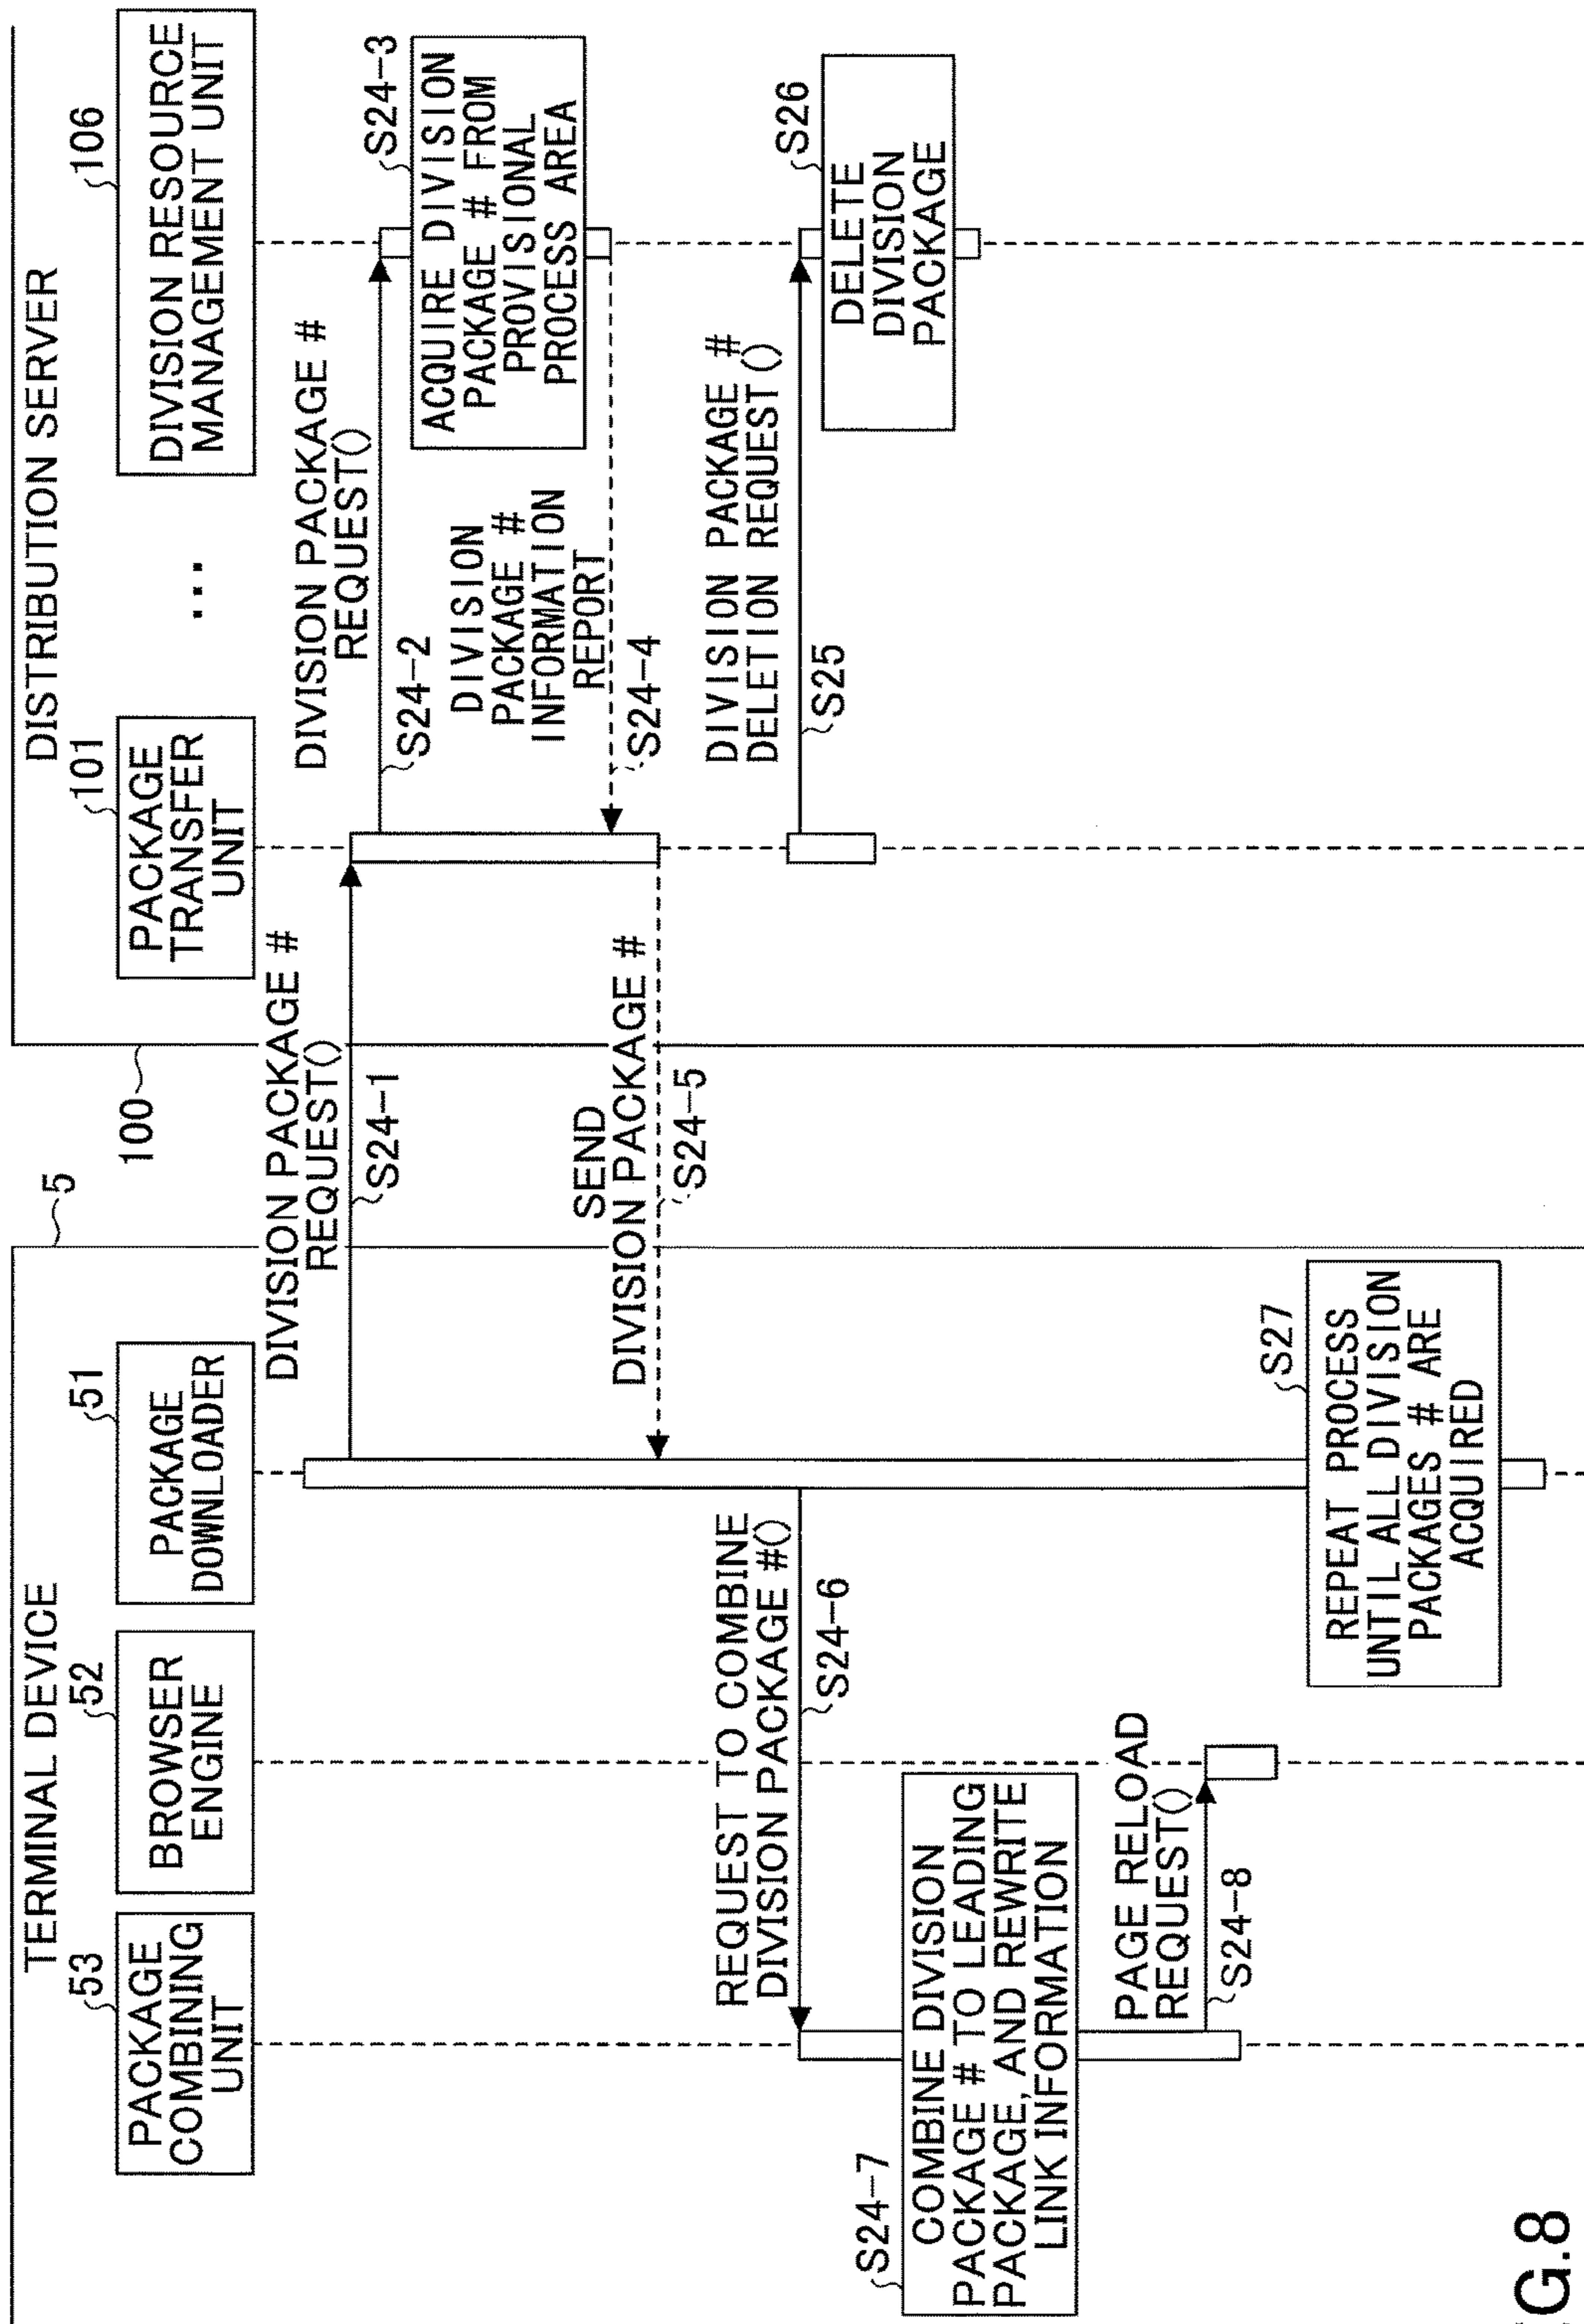 TERMINAL DEVICE
5
53
PACKAGE
COMBINING
UNIT
52
BROWSER
ENGINE
51
PACKAGE
DOWNLOADER
100
DISTRIBUTION SERVER
101
PACKAGE
TRANSFER
UNIT
...
106
DIVISION RESOURCE
MANAGEMENT UNIT
DIVISION PACKAGE #
REQUEST()
S24-1
DIVISION PACKAGE #
REQUEST()
S24-2
S24-3
ACQUIRE DIVISION
PACKAGE # FROM
PROVISIONAL
PROCESS AREA
DIVISION
PACKAGE #
INFORMATION
REPORT
S24-4
SEND
DIVISION PACKAGE #
S24-5
REQUEST TO COMBINE
DIVISION PACKAGE #()
S24-6
DIVISION PACKAGE #
DELETION REQUEST()
S25
S26
DELETE
DIVISION
PACKAGE
S24-7
COMBINE DIVISION
PACKAGE # TO LEADING
PACKAGE, AND REWRITE
LINK INFORMATION
PAGE RELOAD
REQUEST()
S24-8
S27
REPEAT PROCESS
UNTIL ALL DIVISION
PACKAGES # ARE
ACQUIRED
G.8